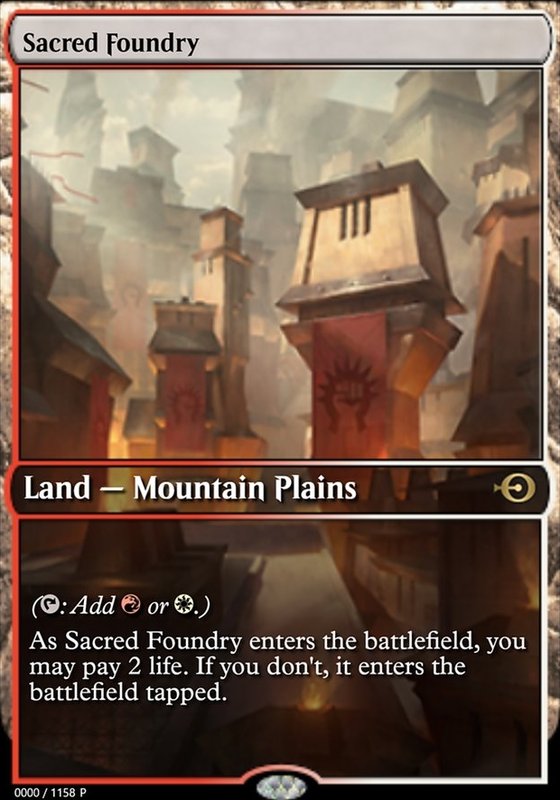 Sacred Foundry
Land — Mountain Plains
(: Add or .)
As Sacred Foundry enters the battlefield, you
may pay 2 life. If you don't, it enters the
battlefield tapped.
0000 / 1158 P